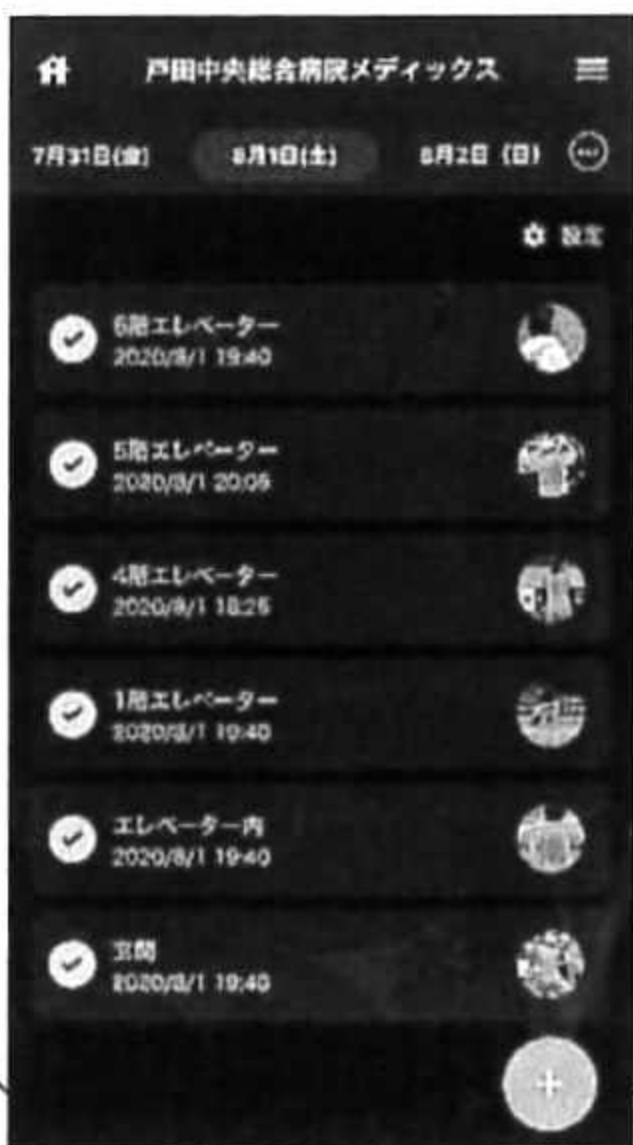 戸田中央総合病院メディックス
7月31日(金)
8月1日(土)
8月2日 (日)
設定
6階エレベーター
2020/8/1 19:40
5階エレベーター
2020/8/1 20:05
4階エレベーター
2020/8/1 18:25
1階エレベーター
2020/8/1 19:40
エレベーター内
2020/8/1 19:40
玄関
2020/8/1 19:40